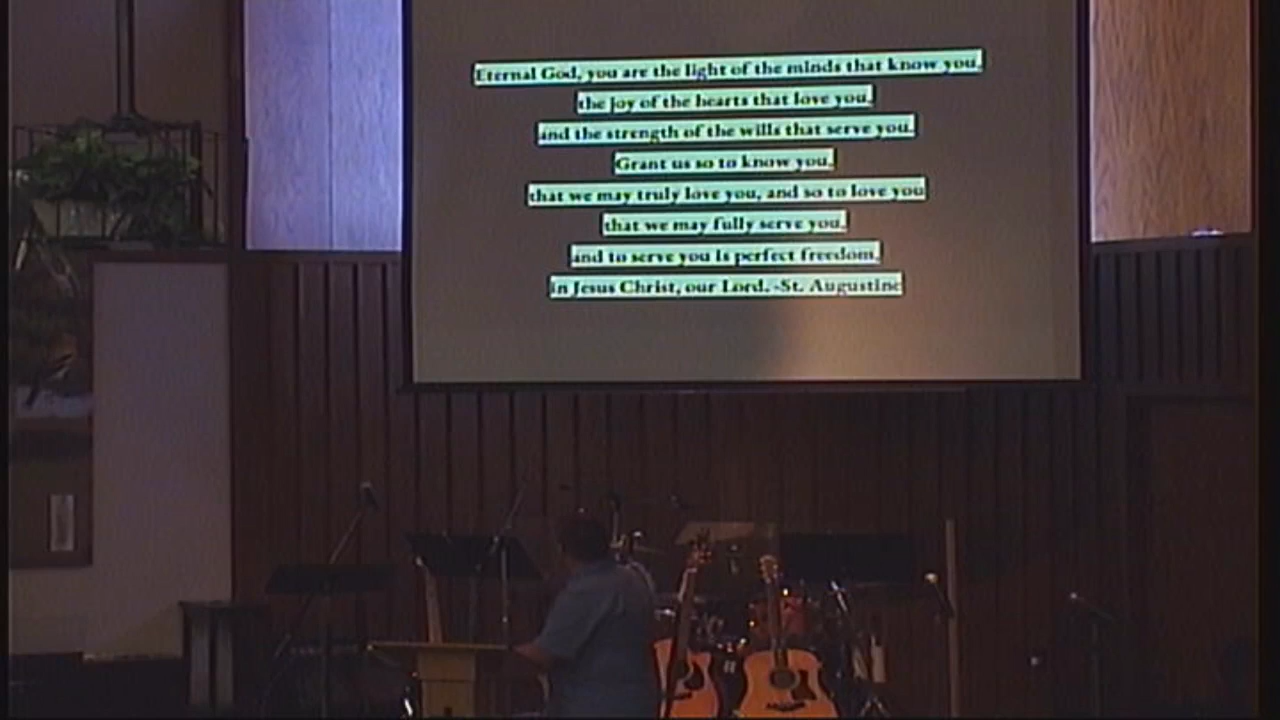 Eternal God, you are the light of the minds that know you,
the joy of the hearts that love you,
and the strength of the wills that serve you.
Grant us so to know you,
that we may truly love you, and so to love you
that we may fully serve you,
and to serve you is perfect freedom,
in Jesus Christ, our Lord. -St. Augustine